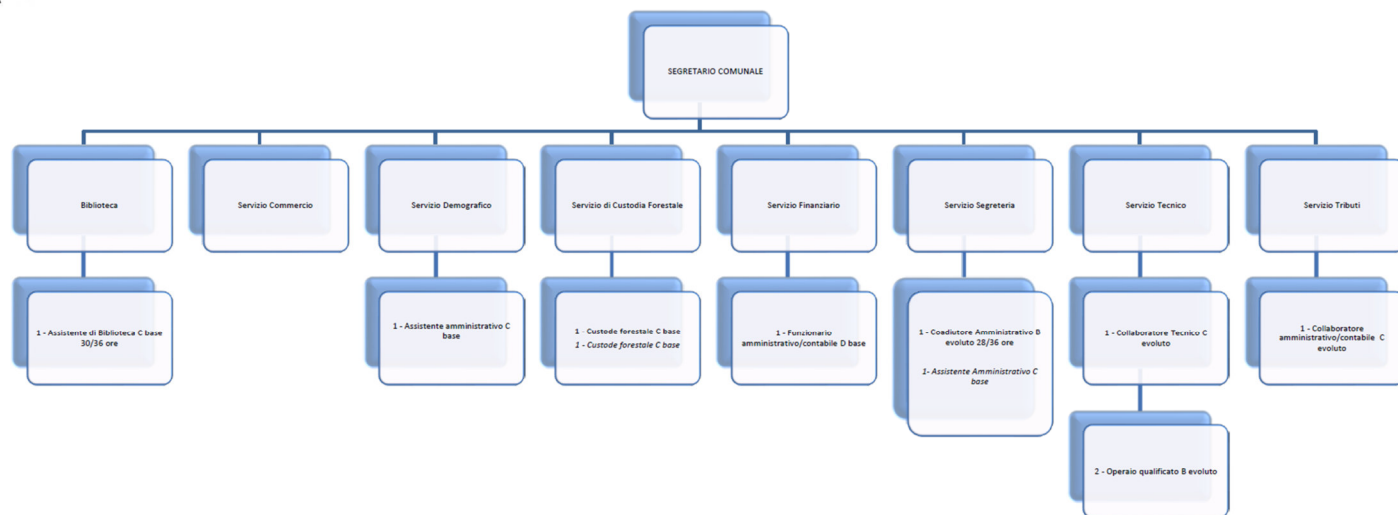 SEGRETARIO COMUNALE
Biblioteca
Servizio Commercio
Servizio Demografico
Servizio di Custodia Forestale
Servizio Finanziario
Servizio Segreteria
Servizio Tecnico
Servizio Tributi
1 - Assistente di Biblioteca C base
30/36 ore
1 - Assistente amministrativo C
base
1 - Custode forestale C base
1 - Custode forestale C base
1 - Funzionario
amministrativo/contabile D base
1 - Coadiutore Amministrativo B
evoluto 28/36 ore
1- Assistente Amministrativo C
base
1 - Collaboratore Tecnico C
evoluto
1 - Collaboratore
amministrativo/contabile C
evoluto
2 - Operaio qualificato B evoluto